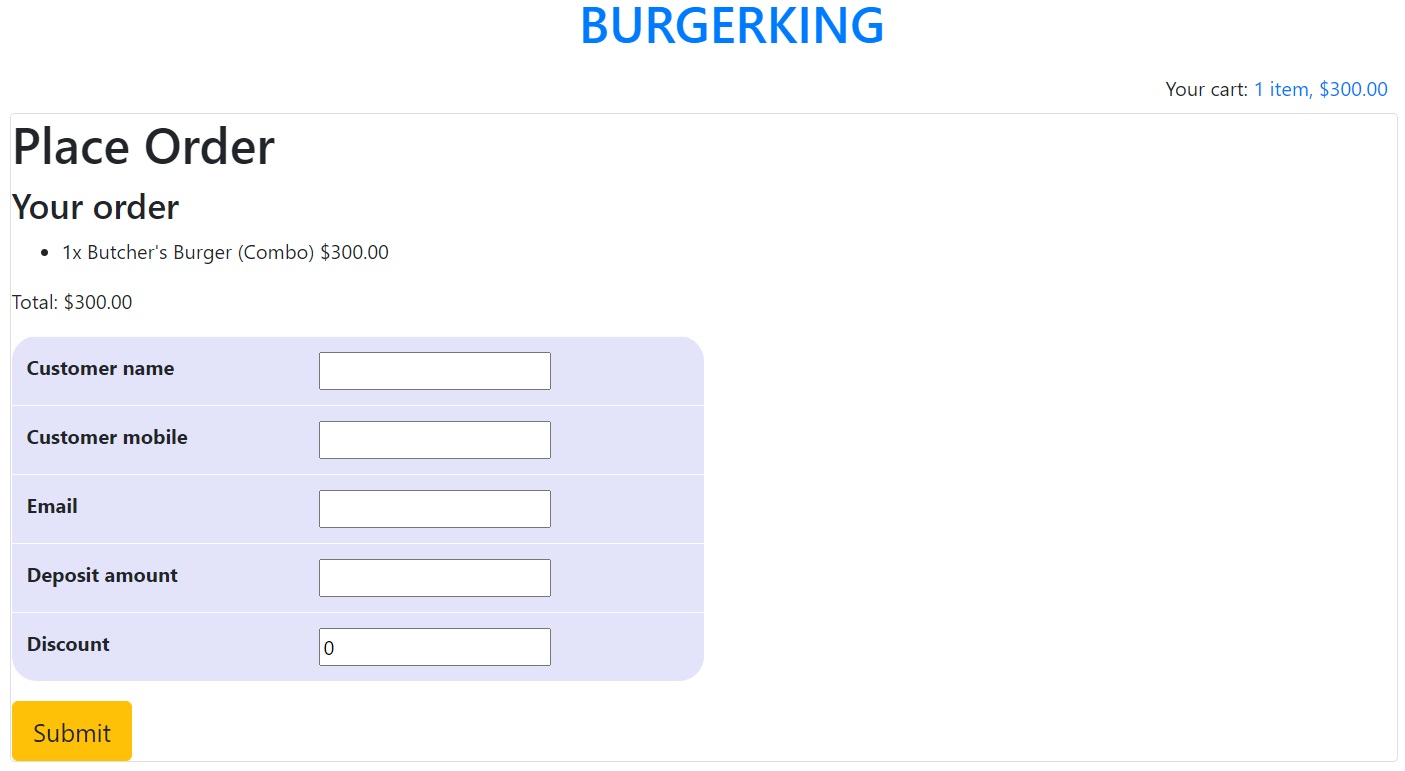 BURGERKING
Your cart: 1 item, $300.00
Place Order
Your order
• 1x Butcher's Burger (Combo) $300.00
Total: $300.00
Customer name
Customer mobile
Email
Deposit amount
Discount 0
Submit